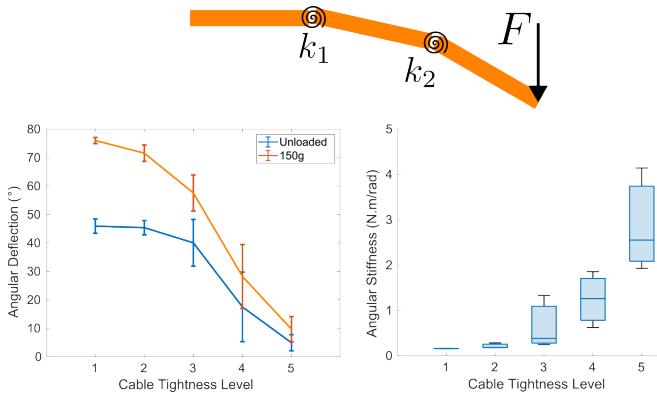 F
k1
k2
80
70
60
50
40
30
20
10
0
Angular Deflection (°)
1 2 3 4 5
Cable Tightness Level
Unloaded
150g
5
4
3
2
1
0
Angular Stiffness (N.m/rad)
1 2 3 4 5
Cable Tightness Level